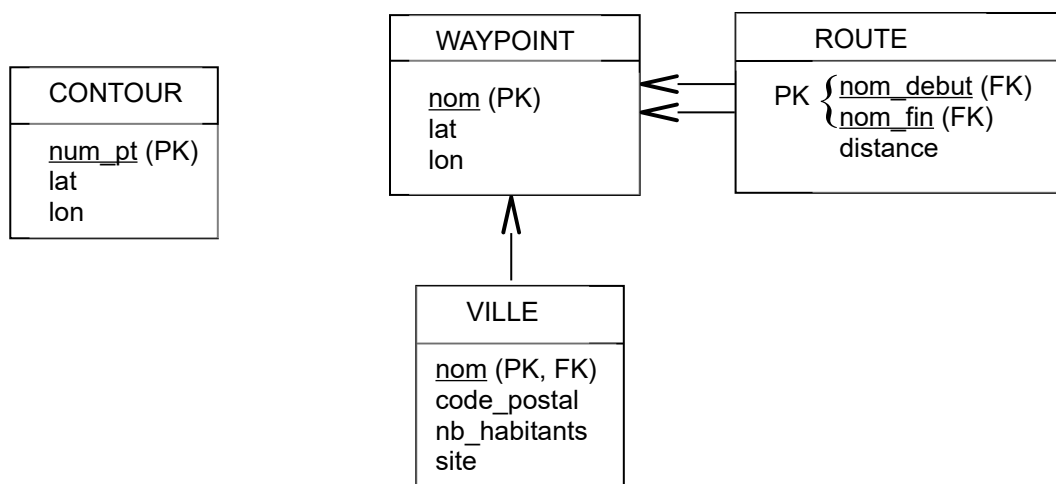 CONTOUR
num_pt (PK)
lat
lon
WAYPOINT
nom (PK)
lat
lon
ROUTE
PK { nom_debut (FK)
nom_fin (FK)
distance
VILLE
nom (PK, FK)
code_postal
nb_habitants
site